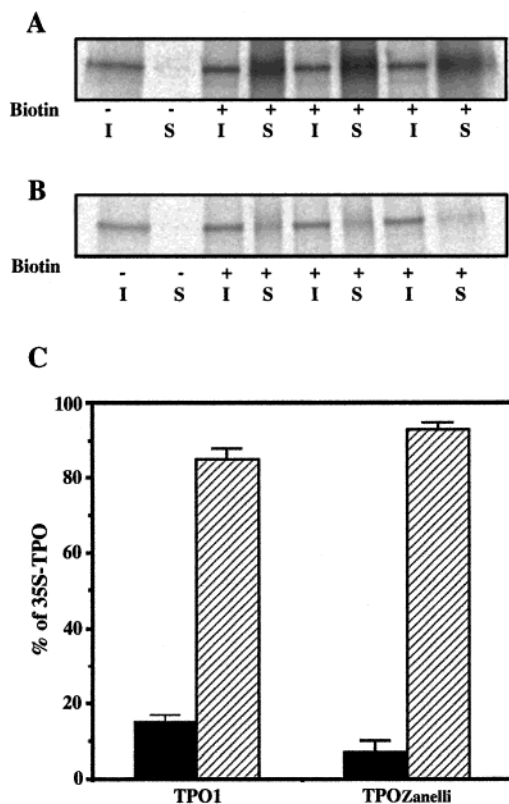 A
Biotin - - + + + + + +
I S I S I S I S
B
Biotin - - + + + + + +
I S I S I S I S
C
100
80
60
40
20
0
% of 35S-TPO
TPO1 TPOZanelli